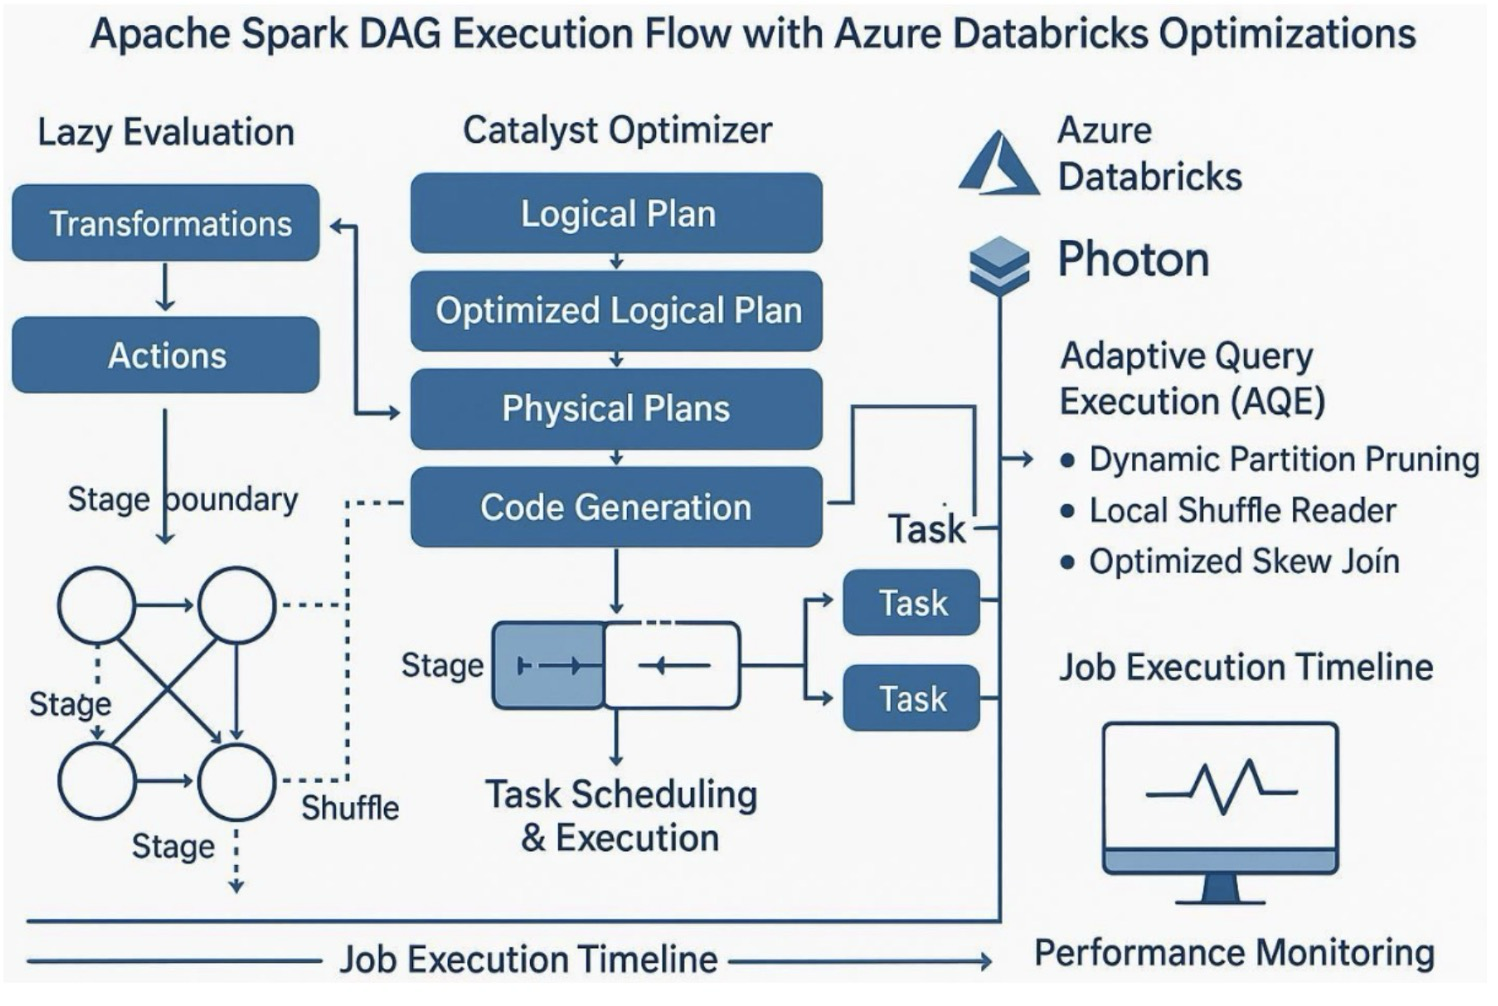 Apache Spark DAG Execution Flow with Azure Databricks Optimizations
Lazy Evaluation
Transformations
Actions
Stage boundary
Stage
Shuffle
Stage
Catalyst Optimizer
Logical Plan
Optimized Logical Plan
Physical Plans
Code Generation
Stage
Task
Task
Task
Task Scheduling
& Execution
Azure
Databricks
Photon
Adaptive Query
Execution (AQE)
• Dynamic Partition Pruning
• Local Shuffle Reader
• Optimized Skew Joín
Job Execution Timeline
Performance Monitoring
Job Execution Timeline